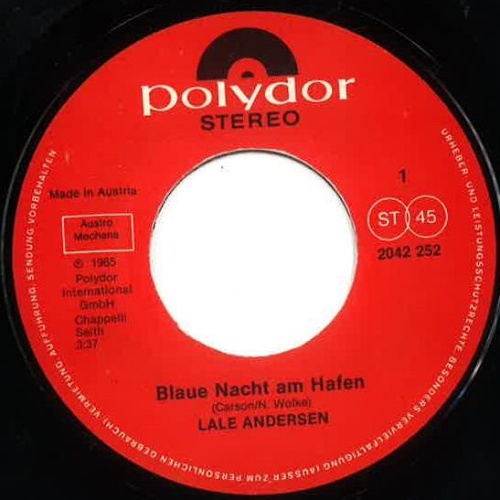 polydor
STEREO
Made in Austria
Austro
Mechana
℗ 1965
Polydor
International
GmbH
Chappell/
Seith
3:37
1
ST 45
2042 252
Blaue Nacht am Hafen
(Carson/N. Wolke)
LALE ANDERSEN
URHEBER- UND LEISTUNGSSCHUTZRECHTE, BESONDERS VERVIELFÄLTIGUNG (AUSSER ZUM PERSÖNLICHEN GEBRAUCH), VERMIETUNG, AUFFÜHRUNG, SENDUNG VORBEHALTEN